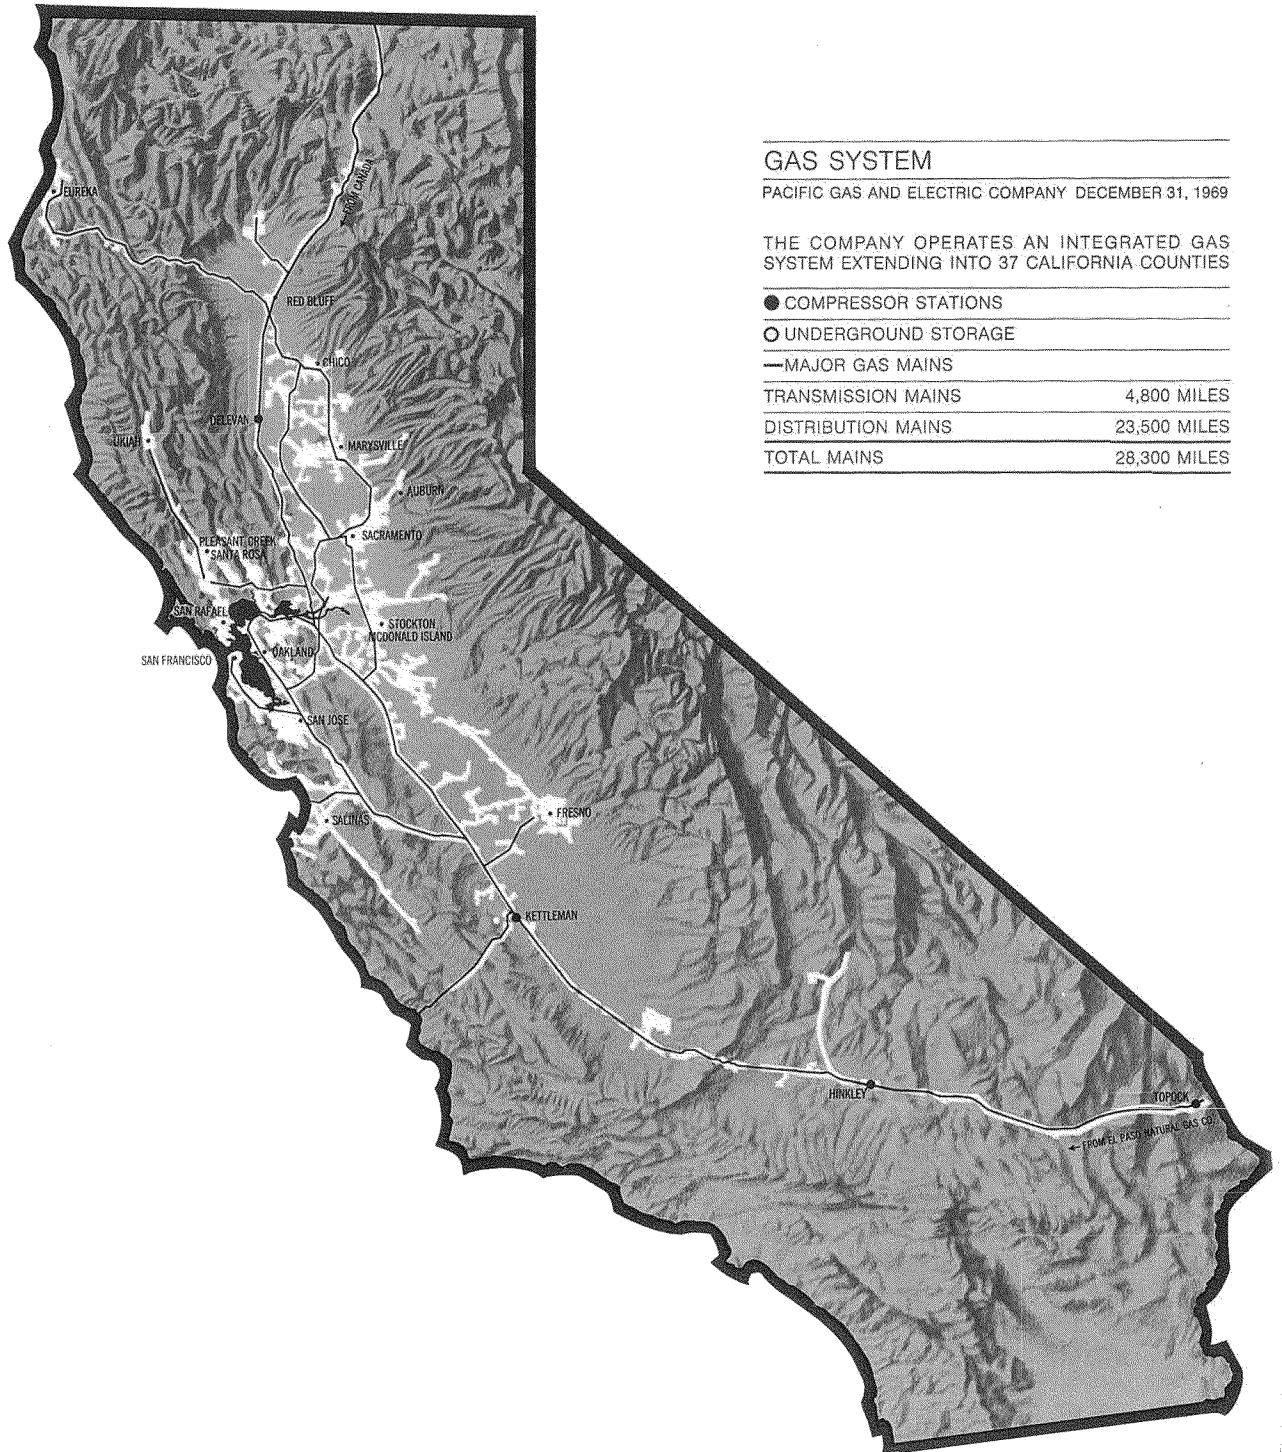 GAS SYSTEM
PACIFIC GAS AND ELECTRIC COMPANY DECEMBER 31, 1969
THE COMPANY OPERATES AN INTEGRATED GAS
SYSTEM EXTENDING INTO 37 CALIFORNIA COUNTIES
COMPRESSOR STATIONS
UNDERGROUND STORAGE
MAJOR GAS MAINS
TRANSMISSION MAINS 4,800 MILES
DISTRIBUTION MAINS 23,500 MILES
TOTAL MAINS 28,300 MILES
FROM CANADA
EUREKA
RED BLUFF
CHICO
DELEVAN
UKIAH
MARYSVILLE
AUBURN
PLEASANT CREEK
SANTA ROSA
SACRAMENTO
SAN RAFAEL
STOCKTON
MCDONALD ISLAND
SAN FRANCISCO
OAKLAND
SAN JOSE
SALINAS
FRESNO
KETTLEMAN
HINKLEY
TOPOCK
← FROM EL PASO NATURAL GAS CO.